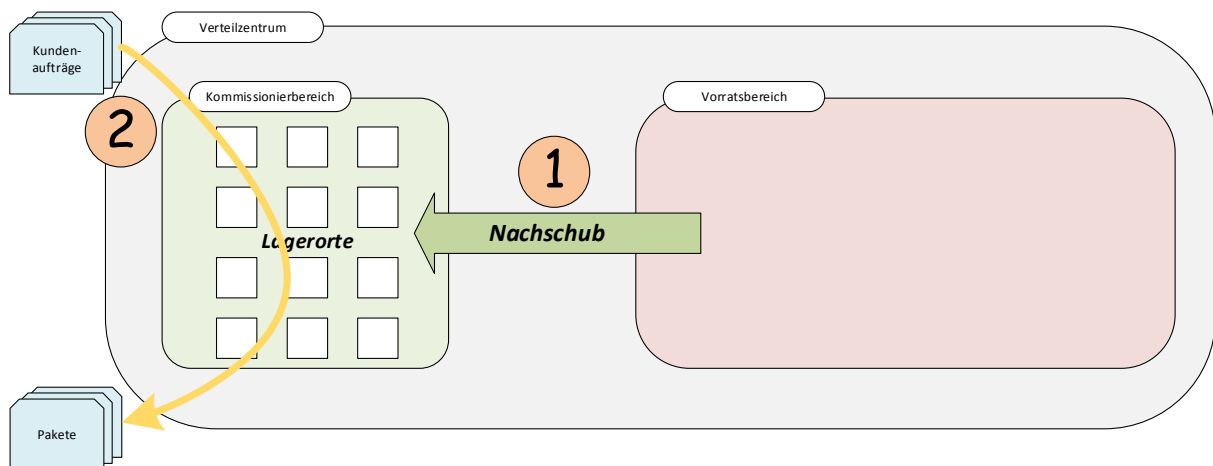 Verteilzentrum
Kunden-
aufträge
Kommissionierbereich
Vorratsbereich
2
1
Nachschub
Lagerorte
Pakete